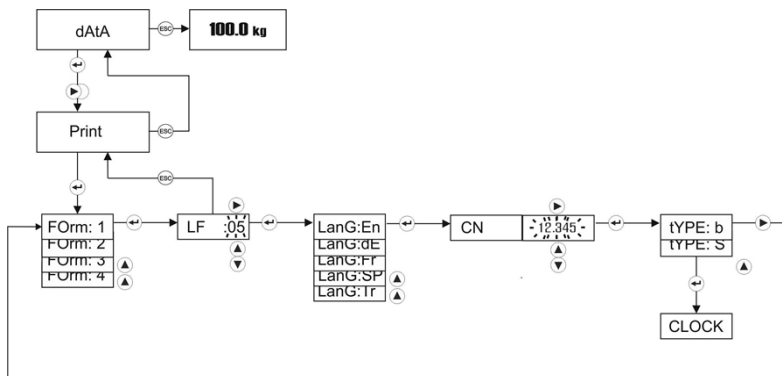 dAtA
ESC
100.0 kg
Print
ESC
ESC
FOrm: 1
FOrm: 2
FOrm: 3
FOrm: 4
LF :05
LanG:En
LanG:dE
LanG:Fr
LanG:SP
LanG:Tr
CN 12.345
tYPE: b
tYPE: S
CLOCK